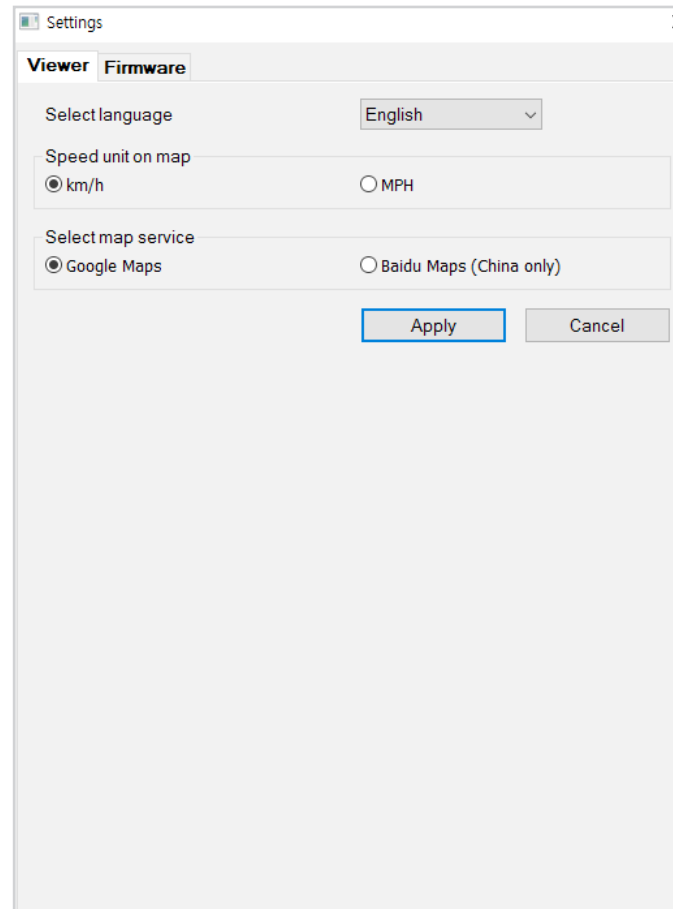 Settings
Viewer Firmware
Select language English
Speed unit on map
km/h MPH
Select map service
Google Maps Baidu Maps (China only)
Apply Cancel